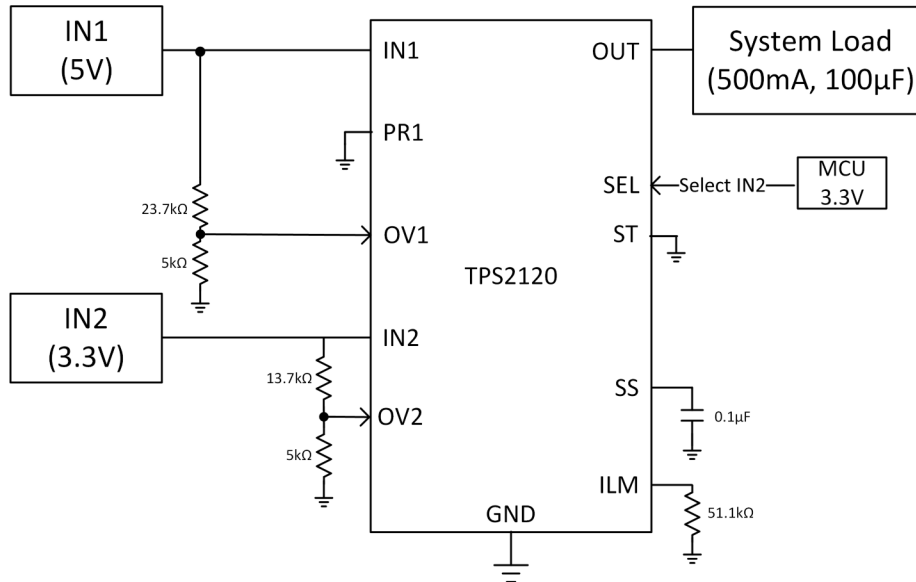 IN1
(5V)
IN1
OUT
System Load
(500mA, 100µF)
PR1
SEL
Select IN2
MCU
3.3V
23.7kΩ
OV1
ST
5kΩ
TPS2120
IN2
(3.3V)
IN2
13.7kΩ
OV2
5kΩ
SS
0.1µF
ILM
51.1kΩ
GND